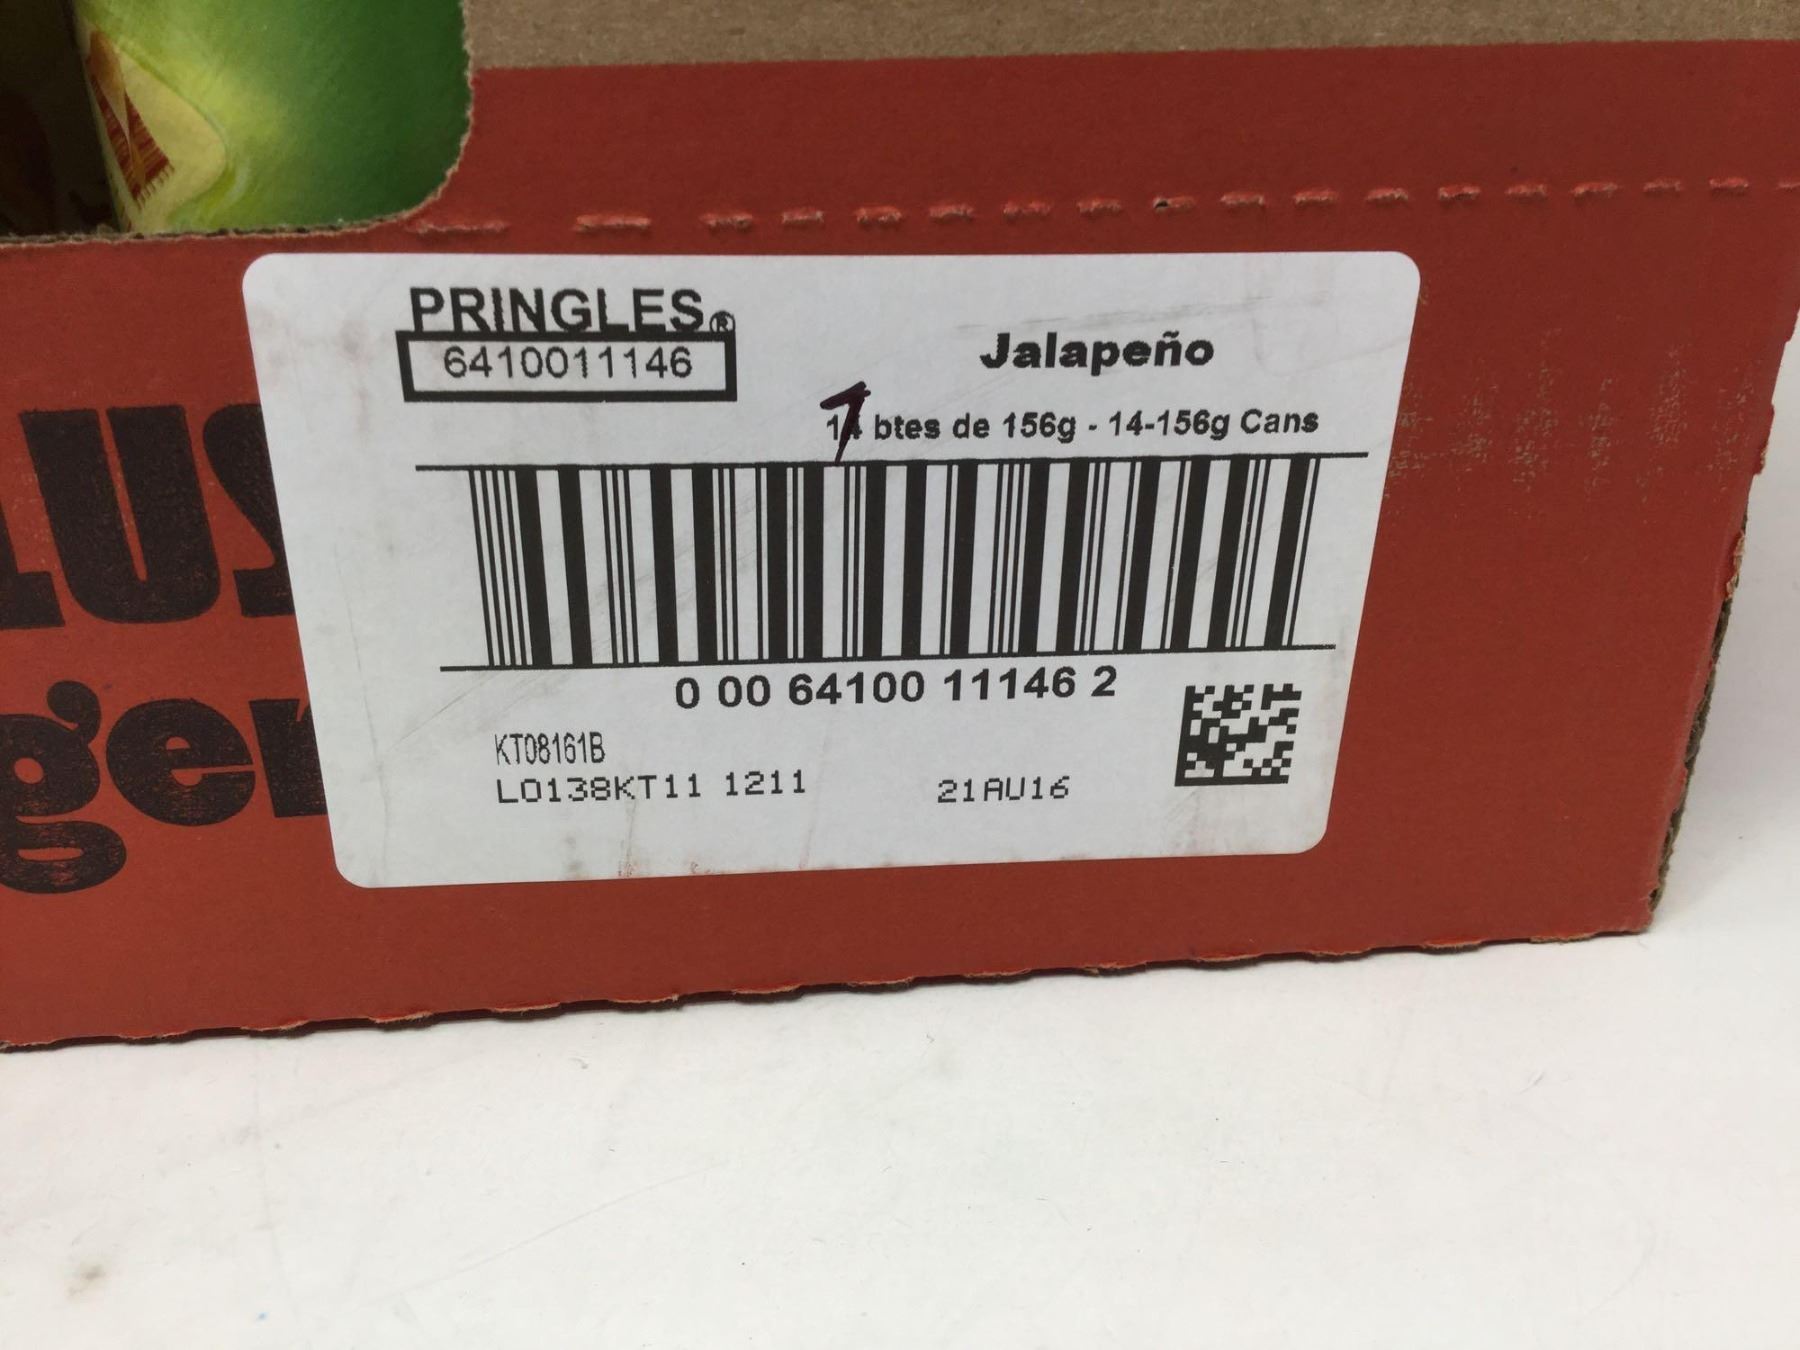 PRINGLES®
6410011146
Jalapeño
14 btes de 156g - 14-156g Cans
0 00 64100 11146 2
KT08161B
L0138KT11 1211
21AU16